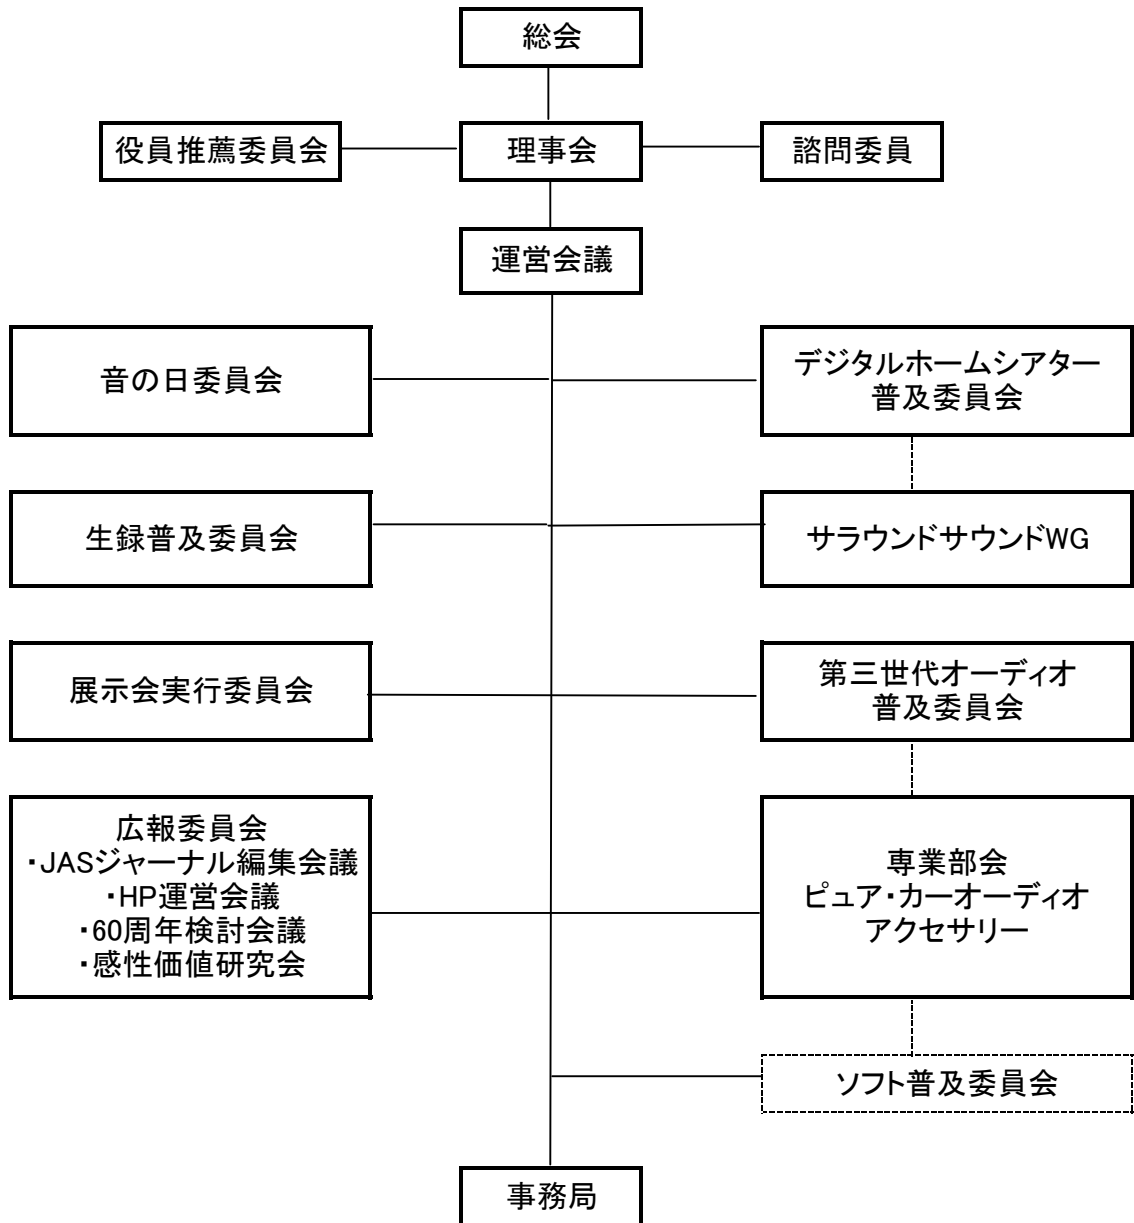 総会
役員推薦委員会
理事会
諮問委員
運営会議
音の日委員会
デジタルホームシアター
普及委員会
生録普及委員会
サラウンドサウンドWG
展示会実行委員会
第三世代オーディオ
普及委員会
広報委員会
・JASジャーナル編集会議
・HP運営会議
・60周年検討会議
・感性価値研究会
専業部会
ピュア・カーオーディオ
アクセサリー
ソフト普及委員会
事務局